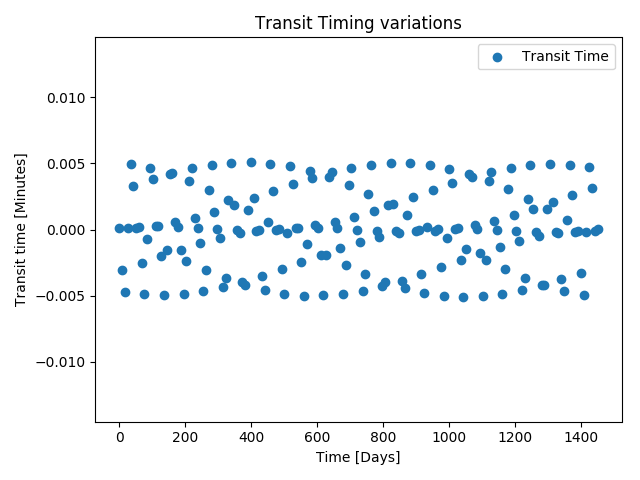 Transit Timing variations
Transit Time
0.010
0.005
0.000
−0.005
−0.010
Transit time [Minutes]
0 200 400 600 800 1000 1200 1400
Time [Days]